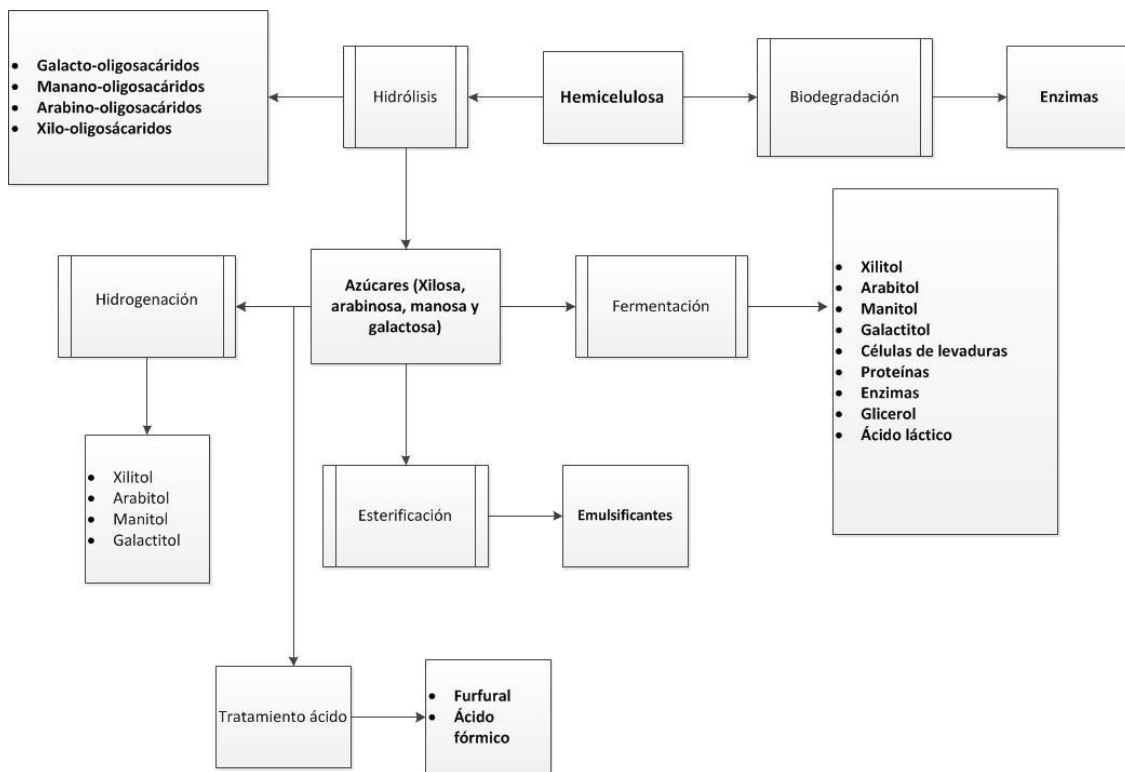 Galacto-oligosacáridos
Manano-oligosacáridos
Arabino-oligosacáridos
Xilo-oligosácaridos
Hidrólisis
Hemicelulosa
Biodegradación
Enzimas
Hidrogenación
Azúcares (Xilosa,
arabinosa, manosa y
galactosa)
Fermentación
Xilitol
Arabitol
Manitol
Galactitol
Células de levaduras
Proteínas
Enzimas
Glicerol
Ácido láctico
Xilitol
Arabitol
Manitol
Galactitol
Esterificación
Emulsificantes
Tratamiento ácido
Furfural
Ácido
fórmico